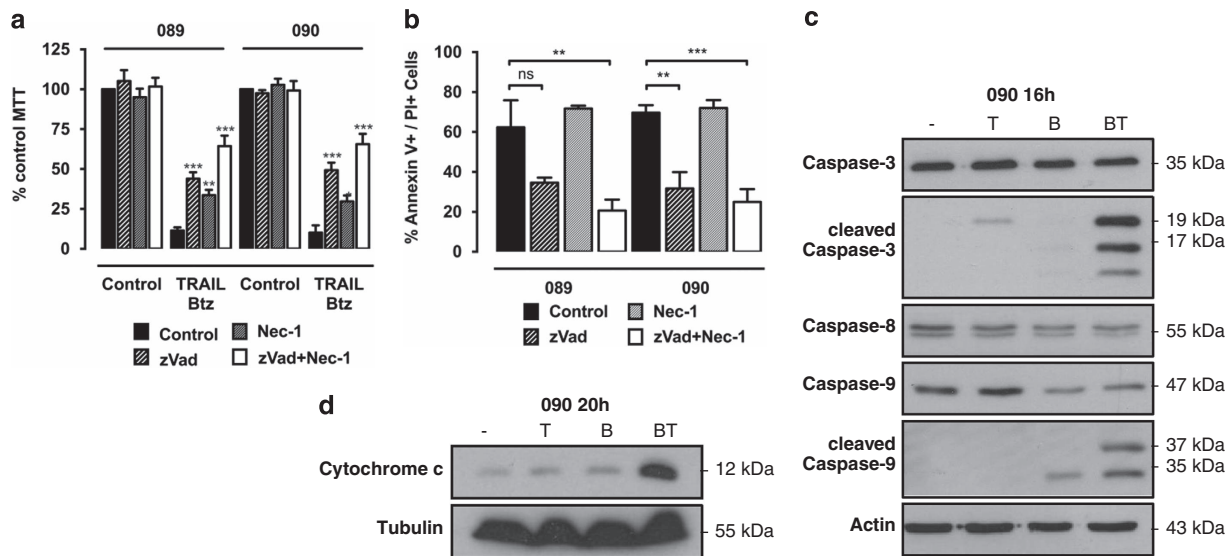 a
089 090
% control MTT
125
100
75
50
25
0
*** ** *** *** * ***
Control TRAIL Btz Control TRAIL Btz
Control Nec-1
zVad zVad+Nec-1
b
% Annexin V+ / PI+ Cells
100
80
60
40
20
0
** ***
ns **
089 090
Control Nec-1
zVad zVad+Nec-1
c
090 16h
- T B BT
Caspase-3 35 kDa
cleaved Caspase-3 19 kDa
17 kDa
Caspase-8 55 kDa
Caspase-9 47 kDa
cleaved Caspase-9 37 kDa
35 kDa
Actin 43 kDa
d
090 20h
- T B BT
Cytochrome c 12 kDa
Tubulin 55 kDa